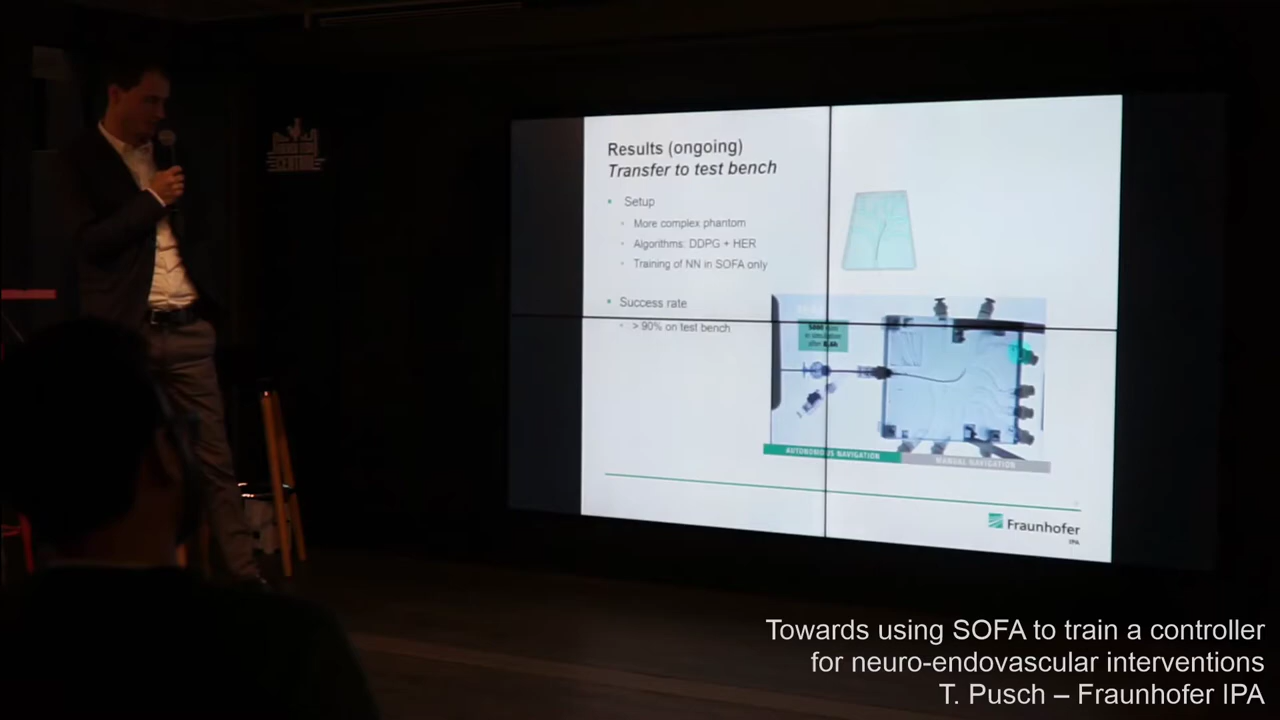 Results (ongoing)
Transfer to test bench
Setup
More complex phantom
Algorithms: DDPG + HER
Training of NN in SOFA only
Success rate
> 90% on test bench
in simulation
AUTONOMOUS NAVIGATION
MANUAL NAVIGATION
Fraunhofer
IPA
Towards using SOFA to train a controller
for neuro-endovascular interventions
T. Pusch – Fraunhofer IPA